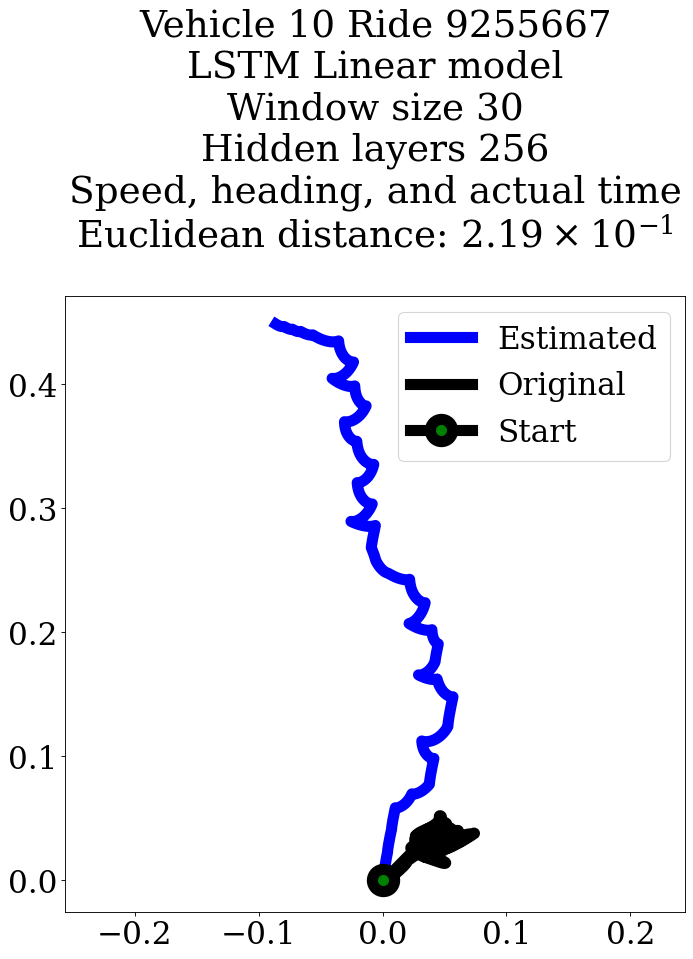 Vehicle 10 Ride 9255667
LSTM Linear model
Window size 30
Hidden layers 256
Speed, heading, and actual time
Euclidean distance: 2.19 × 10⁻¹
Estimated
Original
Start
0.4
0.3
0.2
0.1
0.0
−0.2 −0.1 0.0 0.1 0.2